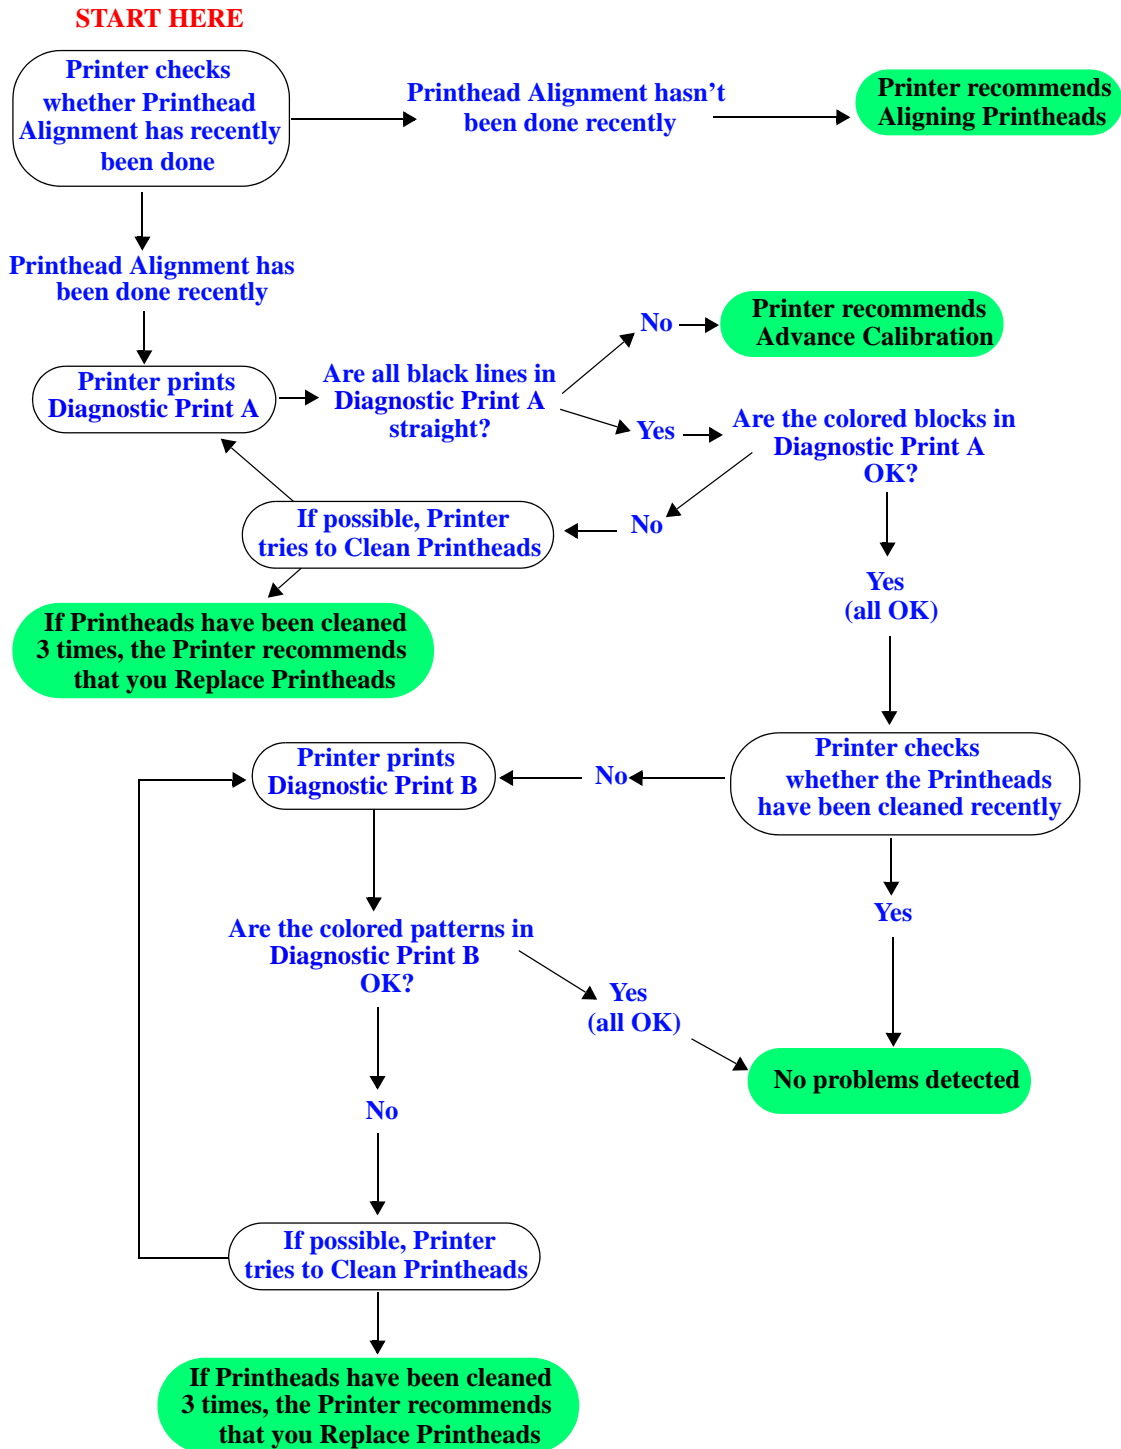 START HERE
Printer checks
whether Printhead
Alignment has recently
been done
Printhead Alignment hasn't
been done recently
Printer recommends
Aligning Printheads
Printhead Alignment has
been done recently
Printer prints
Diagnostic Print A
Are all black lines in
Diagnostic Print A
straight?
No
Printer recommends
Advance Calibration
Yes
Are the colored blocks in
Diagnostic Print A
OK?
No
If possible, Printer
tries to Clean Printheads
If Printheads have been cleaned
3 times, the Printer recommends
that you Replace Printheads
Yes
(all OK)
Printer checks
whether the Printheads
have been cleaned recently
No
Printer prints
Diagnostic Print B
Yes
Are the colored patterns in
Diagnostic Print B
OK?
Yes
(all OK)
No problems detected
No
If possible, Printer
tries to Clean Printheads
If Printheads have been cleaned
3 times, the Printer recommends
that you Replace Printheads